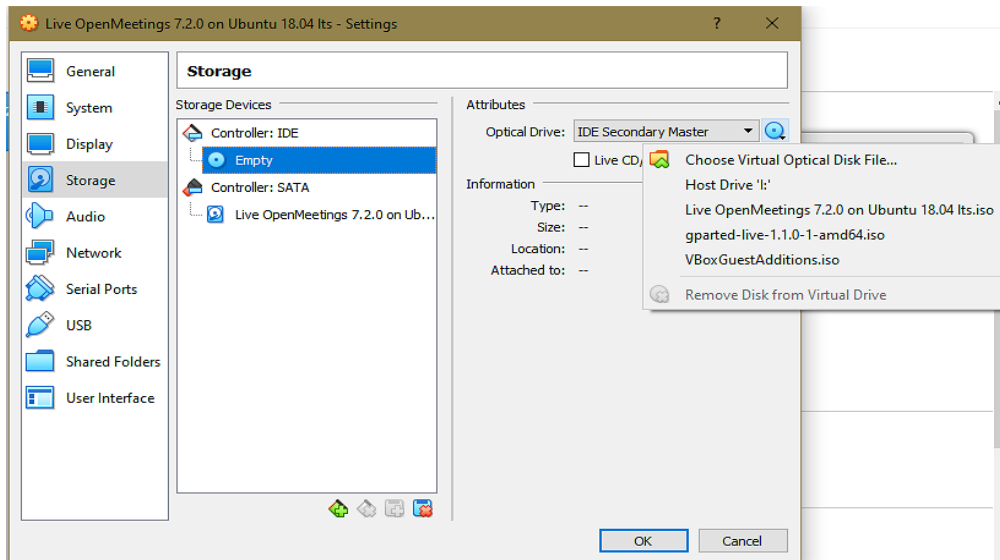 Live OpenMeetings 7.2.0 on Ubuntu 18.04 lts - Settings
?
General
System
Display
Storage
Audio
Network
Serial Ports
USB
Shared Folders
User Interface
Storage
Storage Devices
Controller: IDE
Empty
Controller: SATA
Live OpenMeetings 7.2.0 on Ub...
Attributes
Optical Drive: IDE Secondary Master
Live CD/
Information
Type: --
Size: --
Location: --
Attached to: --
Choose Virtual Optical Disk File...
Host Drive 'I:'
Live OpenMeetings 7.2.0 on Ubuntu 18.04 lts.iso
gparted-live-1.1.0-1-amd64.iso
VBoxGuestAdditions.iso
Remove Disk from Virtual Drive
OK
Cancel